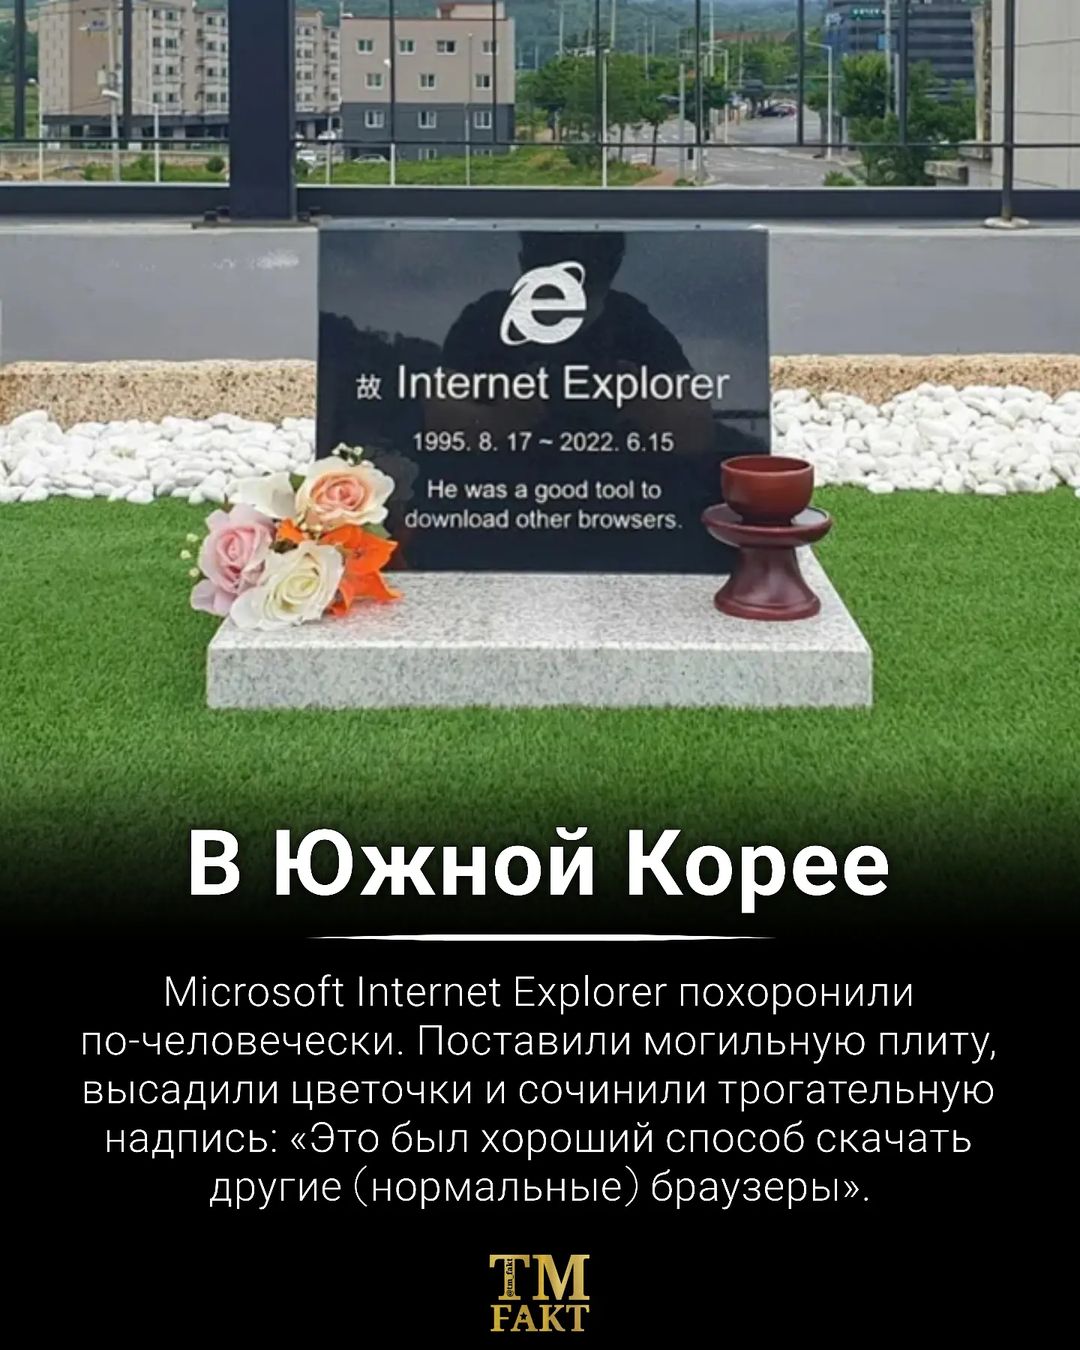 故 Internet Explorer
1995. 8. 17 ~ 2022. 6.15
He was a good tool to
download other browsers.
В Южной Корее
Microsoft Internet Explorer похоронили
по-человечески. Поставили могильную плиту,
высадили цветочки и сочинили трогательную
надпись: «Это был хороший способ скачать
другие (нормальные) браузеры».
TM
@tm_fakt
FAKT